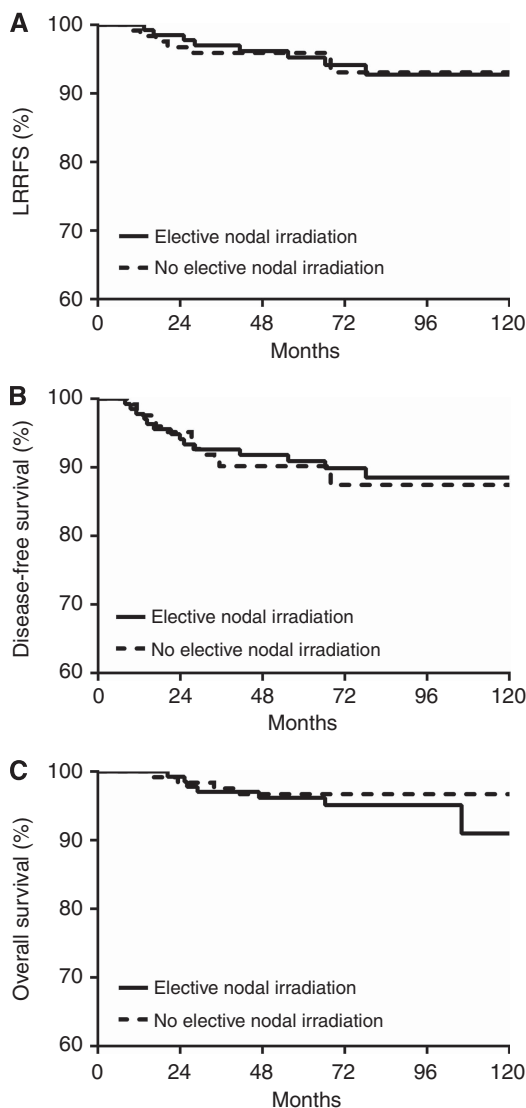 A
LRRFS (%)
100
90
80
70
60
Elective nodal irradiation
No elective nodal irradiation
0 24 48 72 96 120
Months
B
Disease-free survival (%)
100
90
80
70
60
Elective nodal irradiation
No elective nodal irradiation
0 24 48 72 96 120
Months
C
Overall survival (%)
100
90
80
70
60
Elective nodal irradiation
No elective nodal irradiation
0 24 48 72 96 120
Months